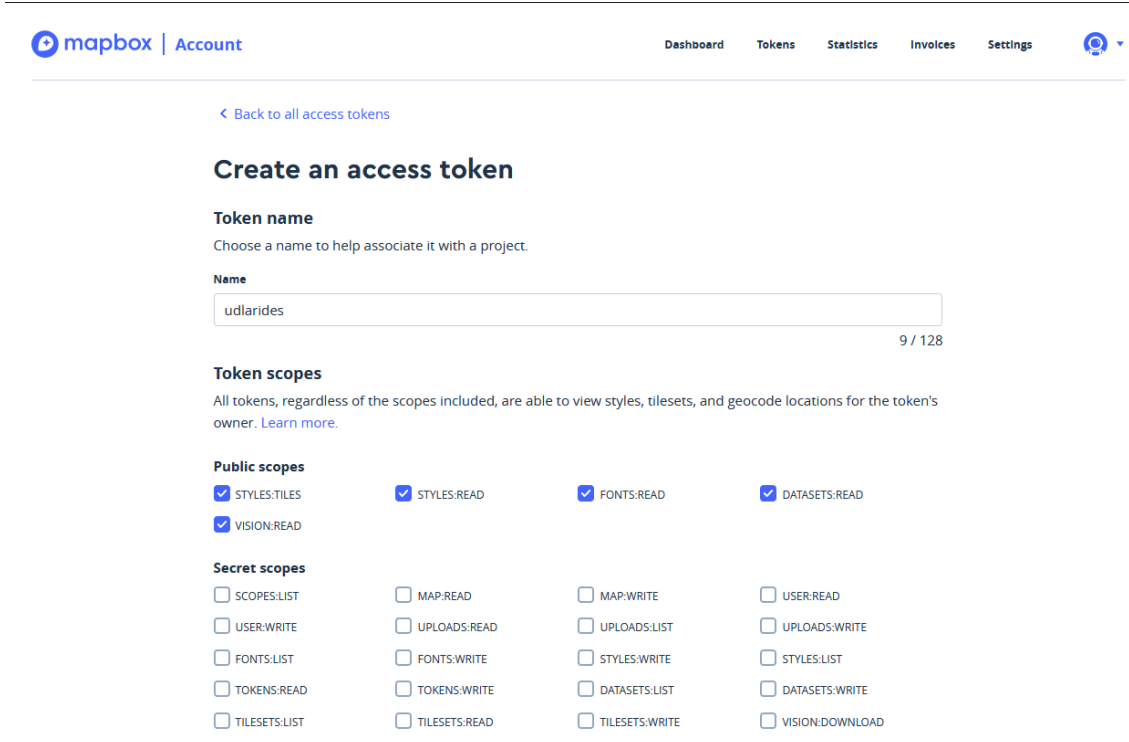 mapbox | Account Dashboard Tokens Statistics Invoices Settings
Back to all access tokens
Create an access token
Token name
Choose a name to help associate it with a project.
Name
udlarides
9 / 128
Token scopes
All tokens, regardless of the scopes included, are able to view styles, tilesets, and geocode locations for the token's
owner. Learn more.
Public scopes
STYLES:TILES STYLES:READ FONTS:READ DATASETS:READ
VISION:READ
Secret scopes
SCOPES:LIST MAP:READ MAP:WRITE USER:READ
USER:WRITE UPLOADS:READ UPLOADS:LIST UPLOADS:WRITE
FONTS:LIST FONTS:WRITE STYLES:WRITE STYLES:LIST
TOKENS:READ TOKENS:WRITE DATASETS:LIST DATASETS:WRITE
TILESETS:LIST TILESETS:READ TILESETS:WRITE VISION:DOWNLOAD